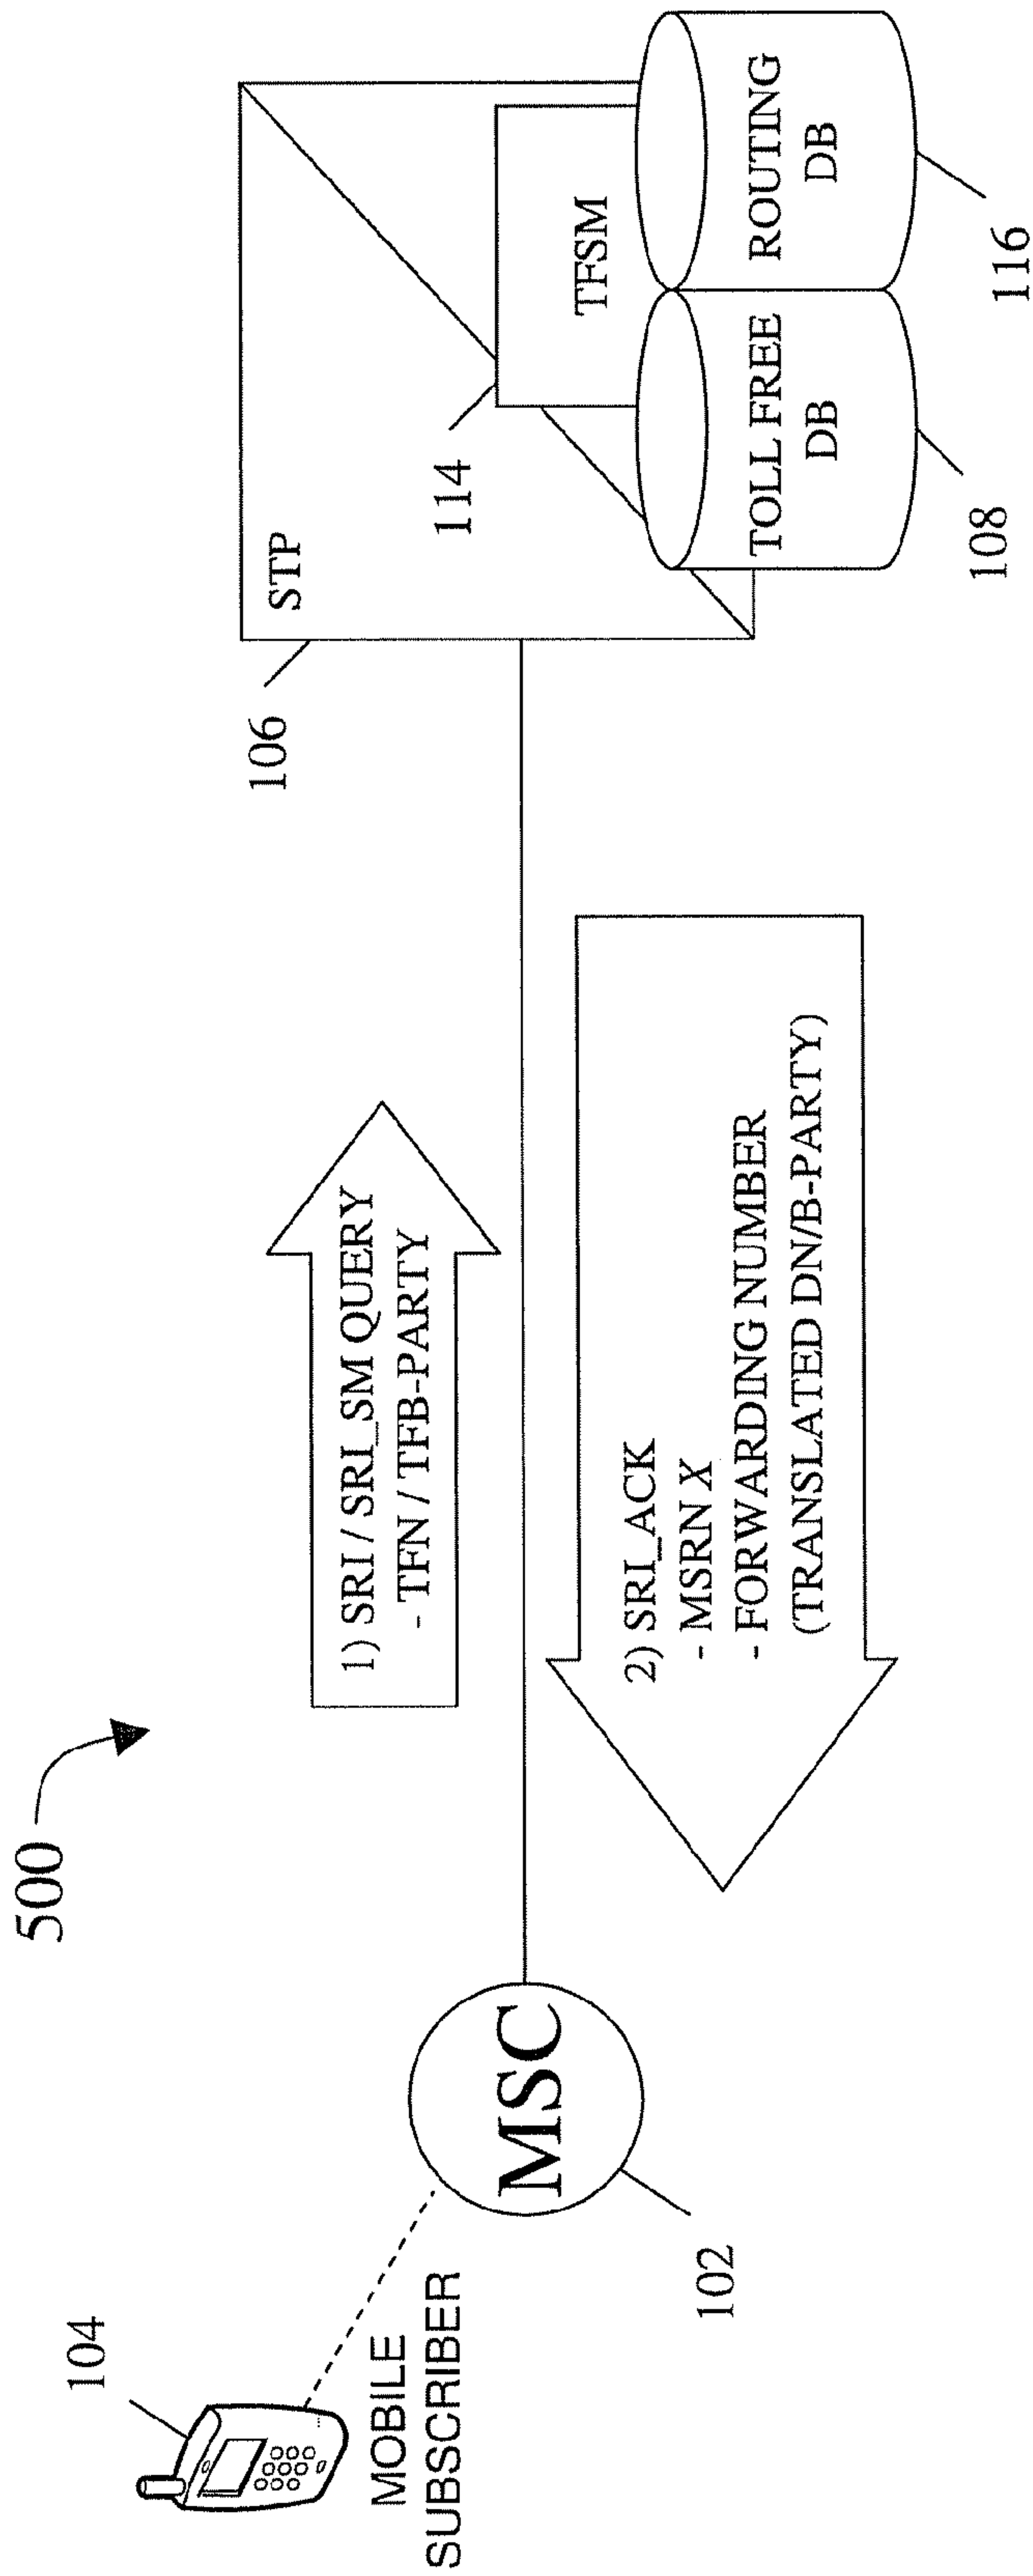 500
104
MOBILE
SUBSCRIBER
MSC
102
1) SRI / SRI_SM QUERY
- TFN / TFB-PARTY
2) SRI_ACK
- MSRN X
- FORWARDING NUMBER
(TRANSLATED DN/B-PARTY)
106
STP
114
TFSM
TOLL FREE
DB
108
ROUTING
DB
116